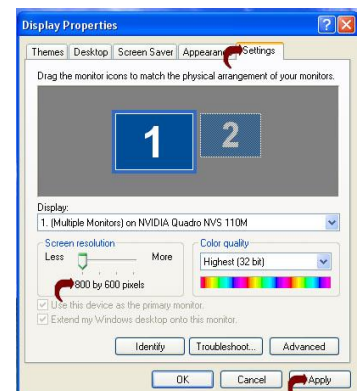 Display Properties
Themes Desktop Screen Saver Appearance Settings
Drag the monitor icons to match the physical arrangement of your monitors.
1 2
Display:
1. (Multiple Monitors) on NVIDIA Quadro NVS 110M
Screen resolution
Less More
800 by 600 pixels
Color quality
Highest (32 bit)
Use this device as the primary monitor.
Extend my Windows desktop onto this monitor.
Identify Troubleshoot... Advanced
OK Cancel Apply